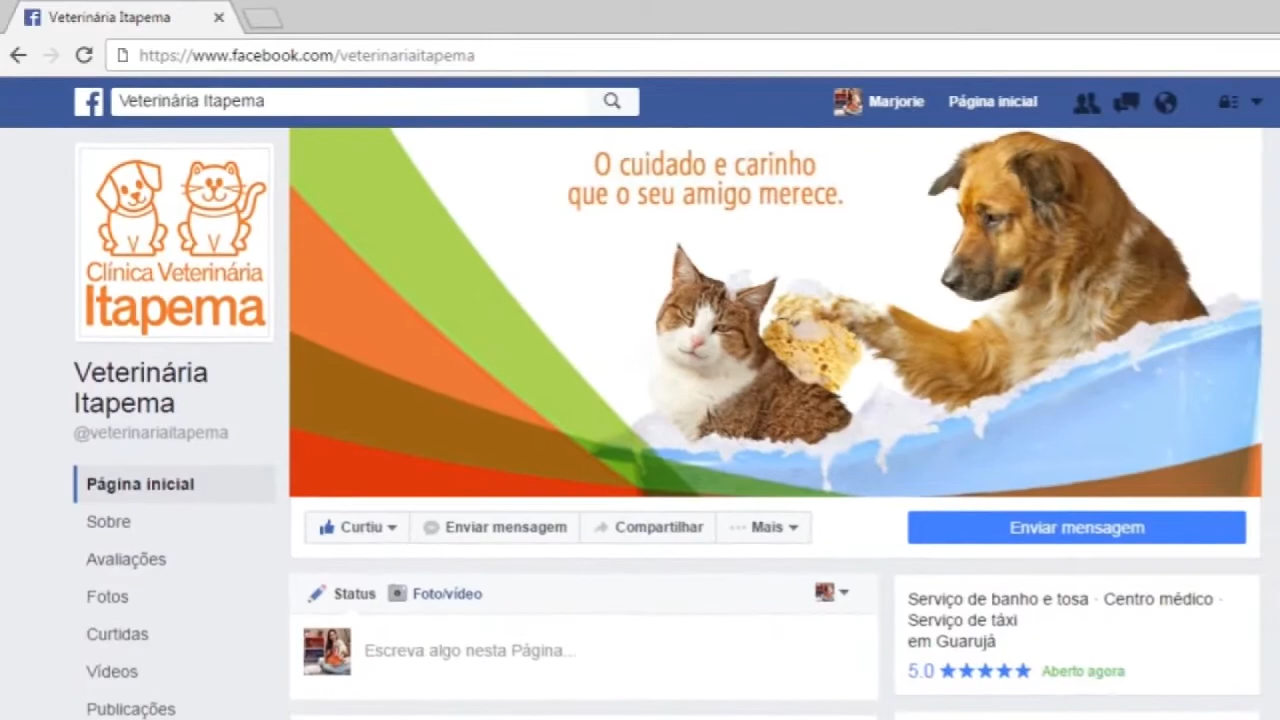 Veterinária Itapema
https://www.facebook.com/veterinariaitapema
Veterinária Itapema
Marjorie
Página inicial
O cuidado e carinho
que o seu amigo merece.
Clínica Veterinária
Itapema
Veterinária
Itapema
@veterinariaitapema
Página inicial
Sobre
Avaliações
Fotos
Curtidas
Vídeos
Publicações
Curtiu
Enviar mensagem
Compartilhar
Mais
Enviar mensagem
Status
Foto/vídeo
Escreva algo nesta Página...
Serviço de banho e tosa · Centro médico ·
Serviço de táxi
em Guarujá
5.0 ★★★★★ Aberto agora